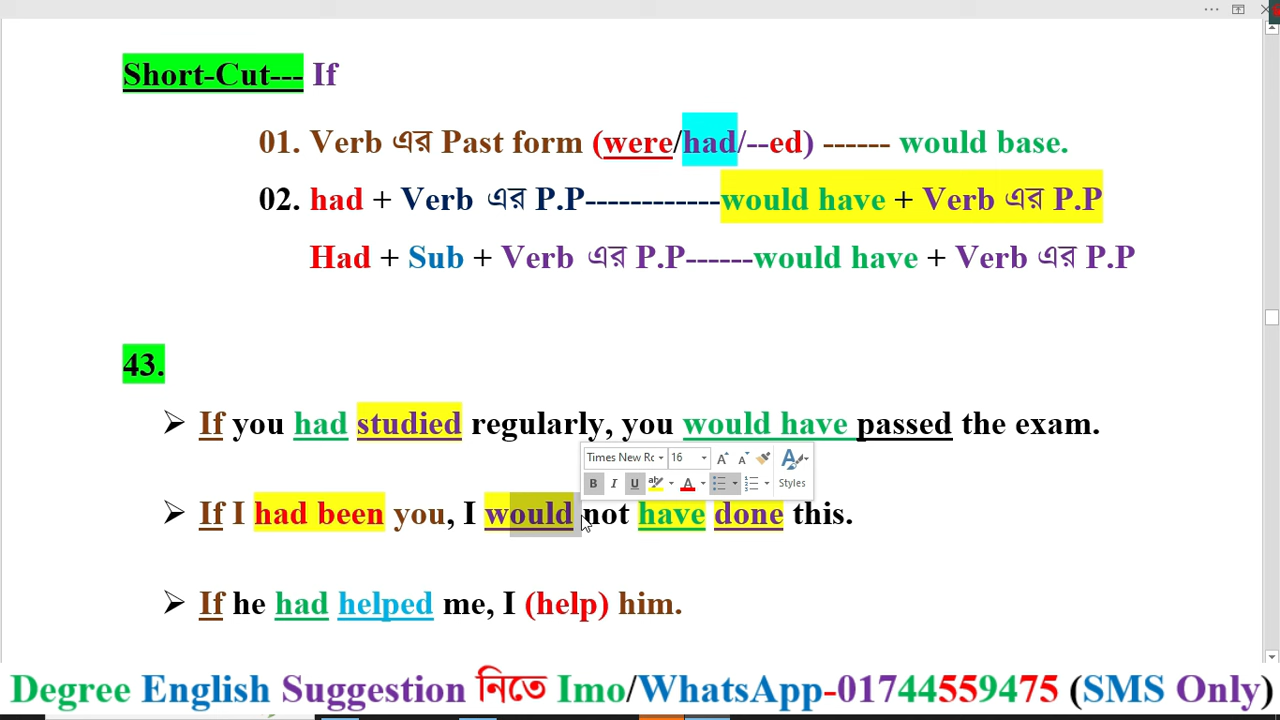 Short-Cut--- If
01. Verb এর Past form (were/had/--ed) ------ would base.
02. had + Verb এর P.P------------would have + Verb এর P.P
Had + Sub + Verb এর P.P------would have + Verb এর P.P
43.
➢ If you had studied regularly, you would have passed the exam.
Times New Rc 16
Styles
➢ If I had been you, I would not have done this.
➢ If he had helped me, I (help) him.
Degree English Suggestion নিতে Imo/WhatsApp-01744559475 (SMS Only)